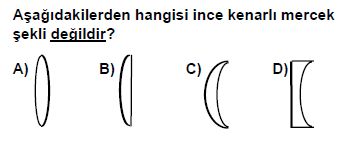 Aşağıdakilerden hangisi ince kenarlı mercek
şekli değildir?
A) B) C) D)